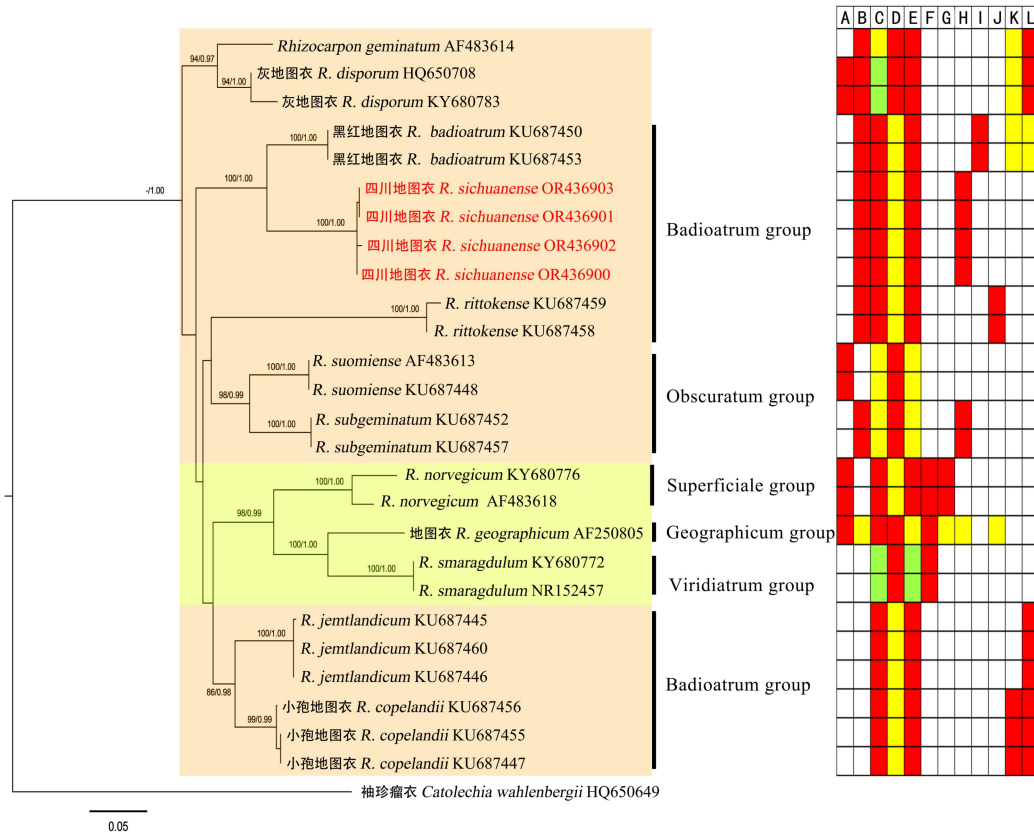 A B C D E F G H I J K L
Rhizocarpon geminatum AF483614
94/0.97
灰地图衣 R. disporum HQ650708
94/1.00
灰地图衣 R. disporum KY680783
黑红地图衣 R. badioatrum KU687450
100/1.00
黑红地图衣 R. badioatrum KU687453
100/1.00
-/1.00
四川地图衣 R. sichuanense OR436903
四川地图衣 R. sichuanense OR436901
100/1.00
Badioatrum group
四川地图衣 R. sichuanense OR436902
四川地图衣 R. sichuanense OR436900
R. rittokense KU687459
100/1.00
R. rittokense KU687458
R. suomiense AF483613
100/1.00
R. suomiense KU687448
98/0.99
Obscuratum group
R. subgeminatum KU687452
100/1.00
R. subgeminatum KU687457
R. norvegicum KY680776
100/1.00
Superficiale group
R. norvegicum AF483618
98/0.99
地图衣 R. geographicum AF250805
Geographicum group
100/1.00
R. smaragdulum KY680772
100/1.00
Viridiatrum group
R. smaragdulum NR152457
R. jemtlandicum KU687445
100/1.00
R. jemtlandicum KU687460
R. jemtlandicum KU687446
86/0.98
Badioatrum group
小孢地图衣 R. copelandii KU687456
99/0.99
小孢地图衣 R. copelandii KU687455
小孢地图衣 R. copelandii KU687447
袖珍瘤衣 Catolechia wahlenbergii HQ650649
0.05